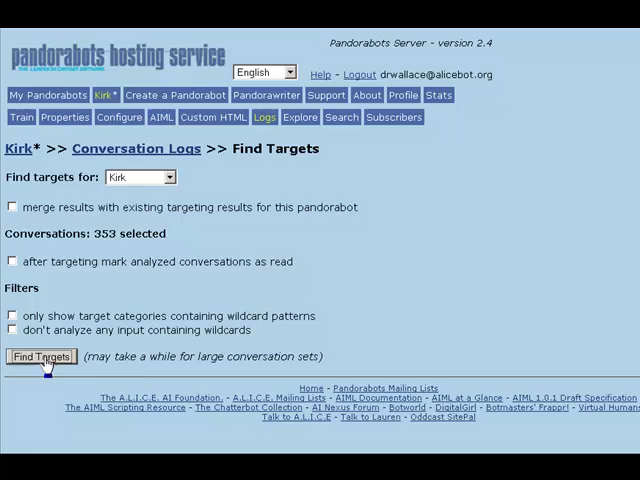 Pandorabots Server - version 2.4
pandorabots hosting service
English
Help - Logout drwallace@alicebot.org
My Pandorabots Kirk* Create a Pandorabot Pandorawriter Support About Profile Stats
Train Properties Configure AIML Custom HTML Logs Explore Search Subscribers
Kirk* >> Conversation Logs >> Find Targets
Find targets for: Kirk
merge results with existing targeting results for this pandorabot
Conversations: 353 selected
after targeting mark analyzed conversations as read
Filters
only show target categories containing wildcard patterns
don't analyze any input containing wildcards
Find Targets (may take a while for large conversation sets)
Home - Pandorabots Mailing Lists
The A.L.I.C.E. AI Foundation. - A.L.I.C.E. Mailing Lists - AIML Documentation - AIML at a Glance - AIML 1.0.1 Draft Specification
The AIML Scripting Resource - The Chatterbot Collection - AI Nexus Forum - Botworld - DigitalGirl - Botmasters' Frappr! - Virtual Humans
Talk to A.L.I.C.E - Talk to Lauren - Oddcast SitePal